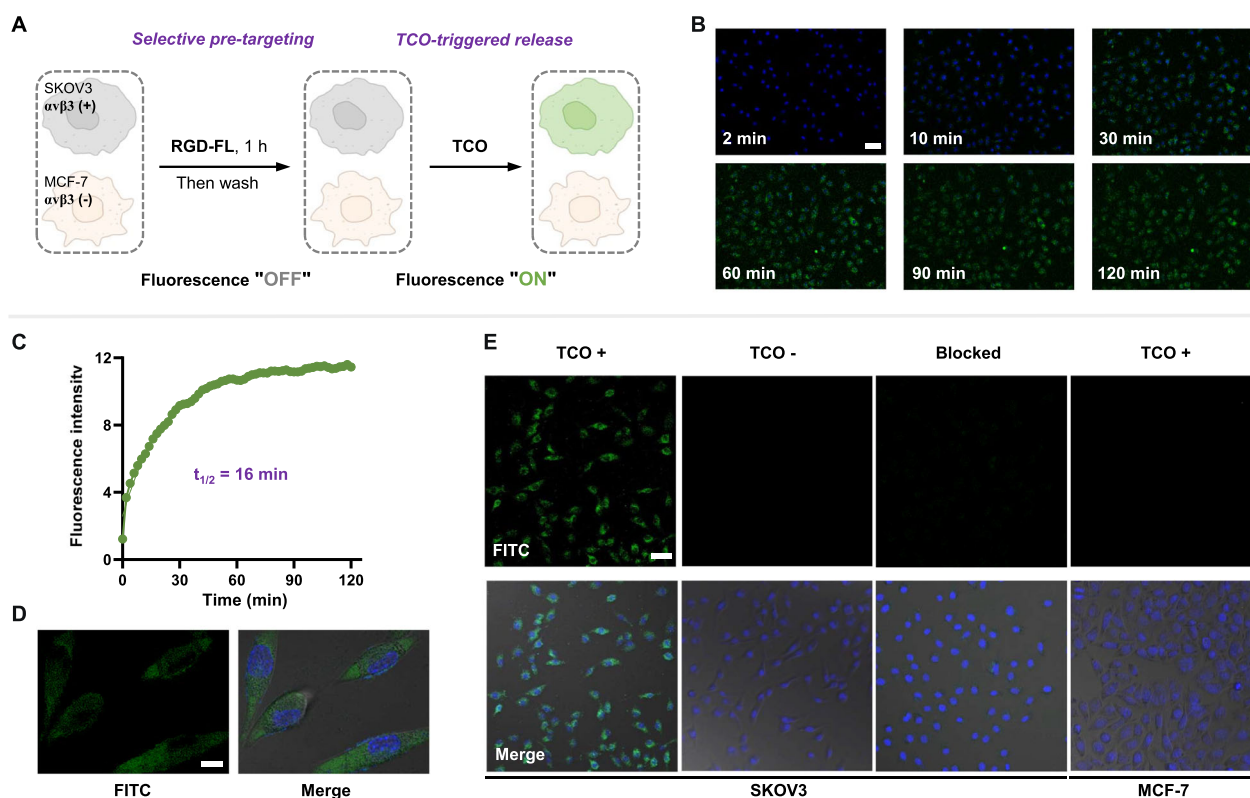 A
Selective pre-targeting
TCO-triggered release
SKOV3
αvβ3 (+)
MCF-7
αvβ3 (-)
RGD-FL, 1 h
Then wash
TCO
Fluorescence "OFF"
Fluorescence "ON"
B
2 min
10 min
30 min
60 min
90 min
120 min
C
Fluorescence intensity
12
8
4
0
t1/2 = 16 min
0 30 60 90 120
Time (min)
D
FITC
Merge
E
TCO +
TCO -
Blocked
TCO +
FITC
Merge
SKOV3
MCF-7